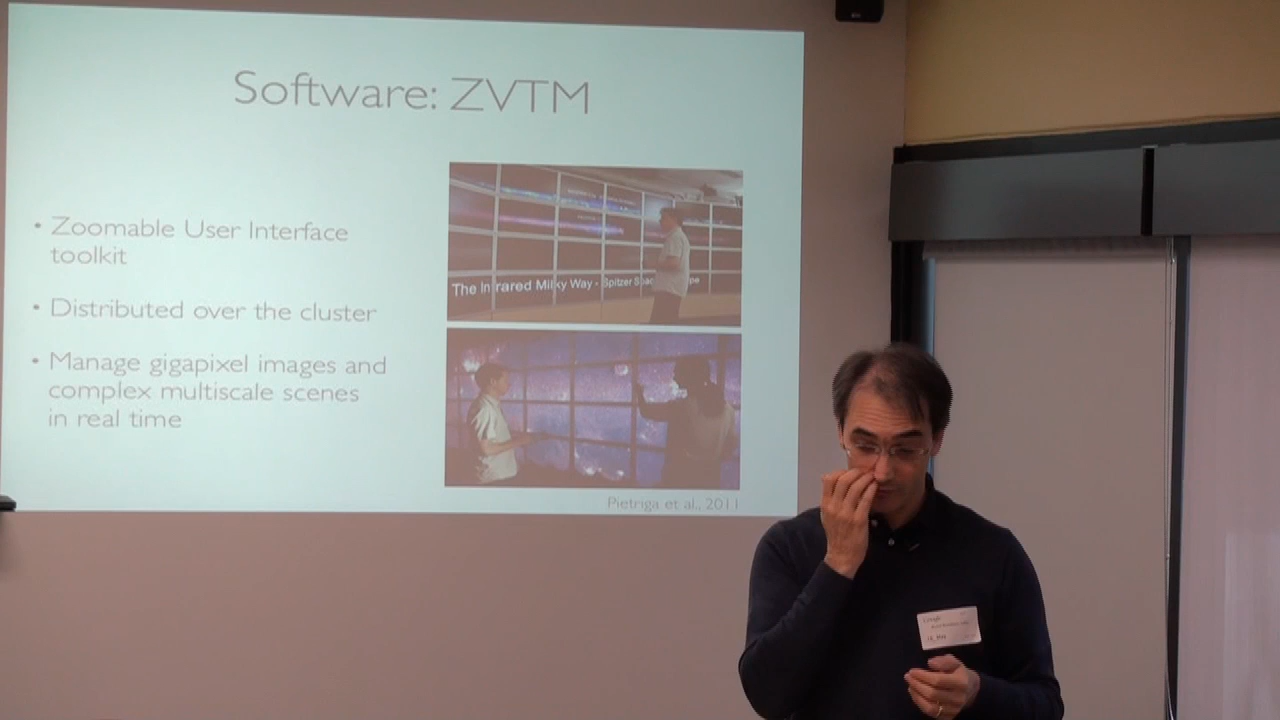 Software: ZVTM
• Zoomable User Interface
toolkit
• Distributed over the cluster
• Manage gigapixel images and
complex multiscale scenes
in real time
The Infrared Milky Way - Spitzer
Pietriga et al., 2011
Google